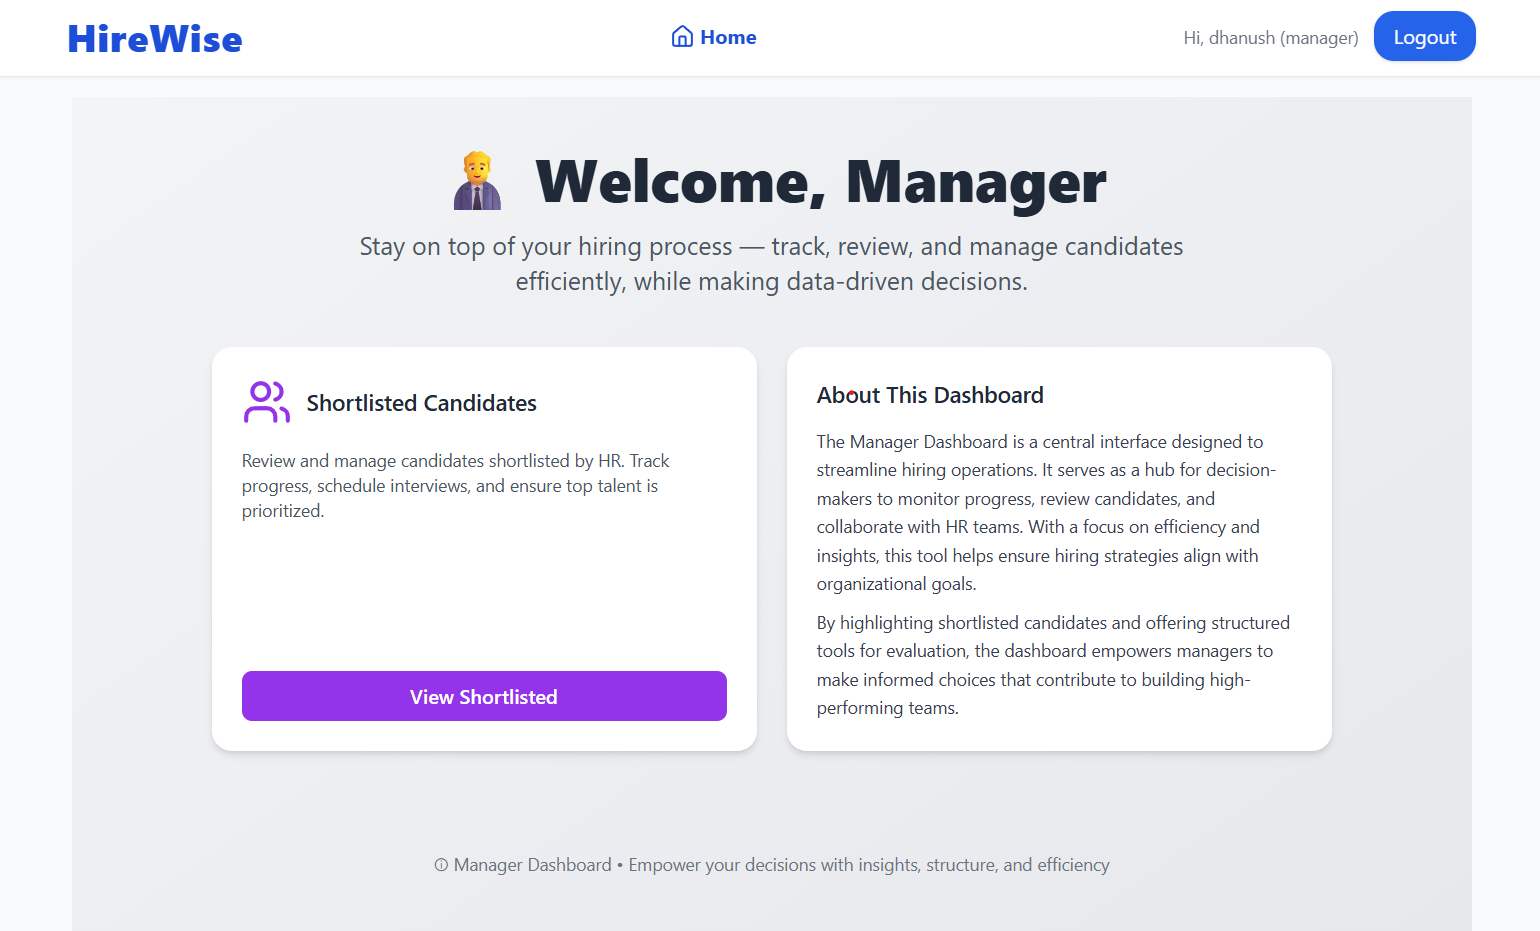 HireWise
Home
Hi, dhanush (manager)
Logout
Welcome, Manager
Stay on top of your hiring process — track, review, and manage candidates
efficiently, while making data-driven decisions.
Shortlisted Candidates
Review and manage candidates shortlisted by HR. Track
progress, schedule interviews, and ensure top talent is
prioritized.
View Shortlisted
About This Dashboard
The Manager Dashboard is a central interface designed to
streamline hiring operations. It serves as a hub for decision-
makers to monitor progress, review candidates, and
collaborate with HR teams. With a focus on efficiency and
insights, this tool helps ensure hiring strategies align with
organizational goals.
By highlighting shortlisted candidates and offering structured
tools for evaluation, the dashboard empowers managers to
make informed choices that contribute to building high-
performing teams.
ⓘ Manager Dashboard • Empower your decisions with insights, structure, and efficiency